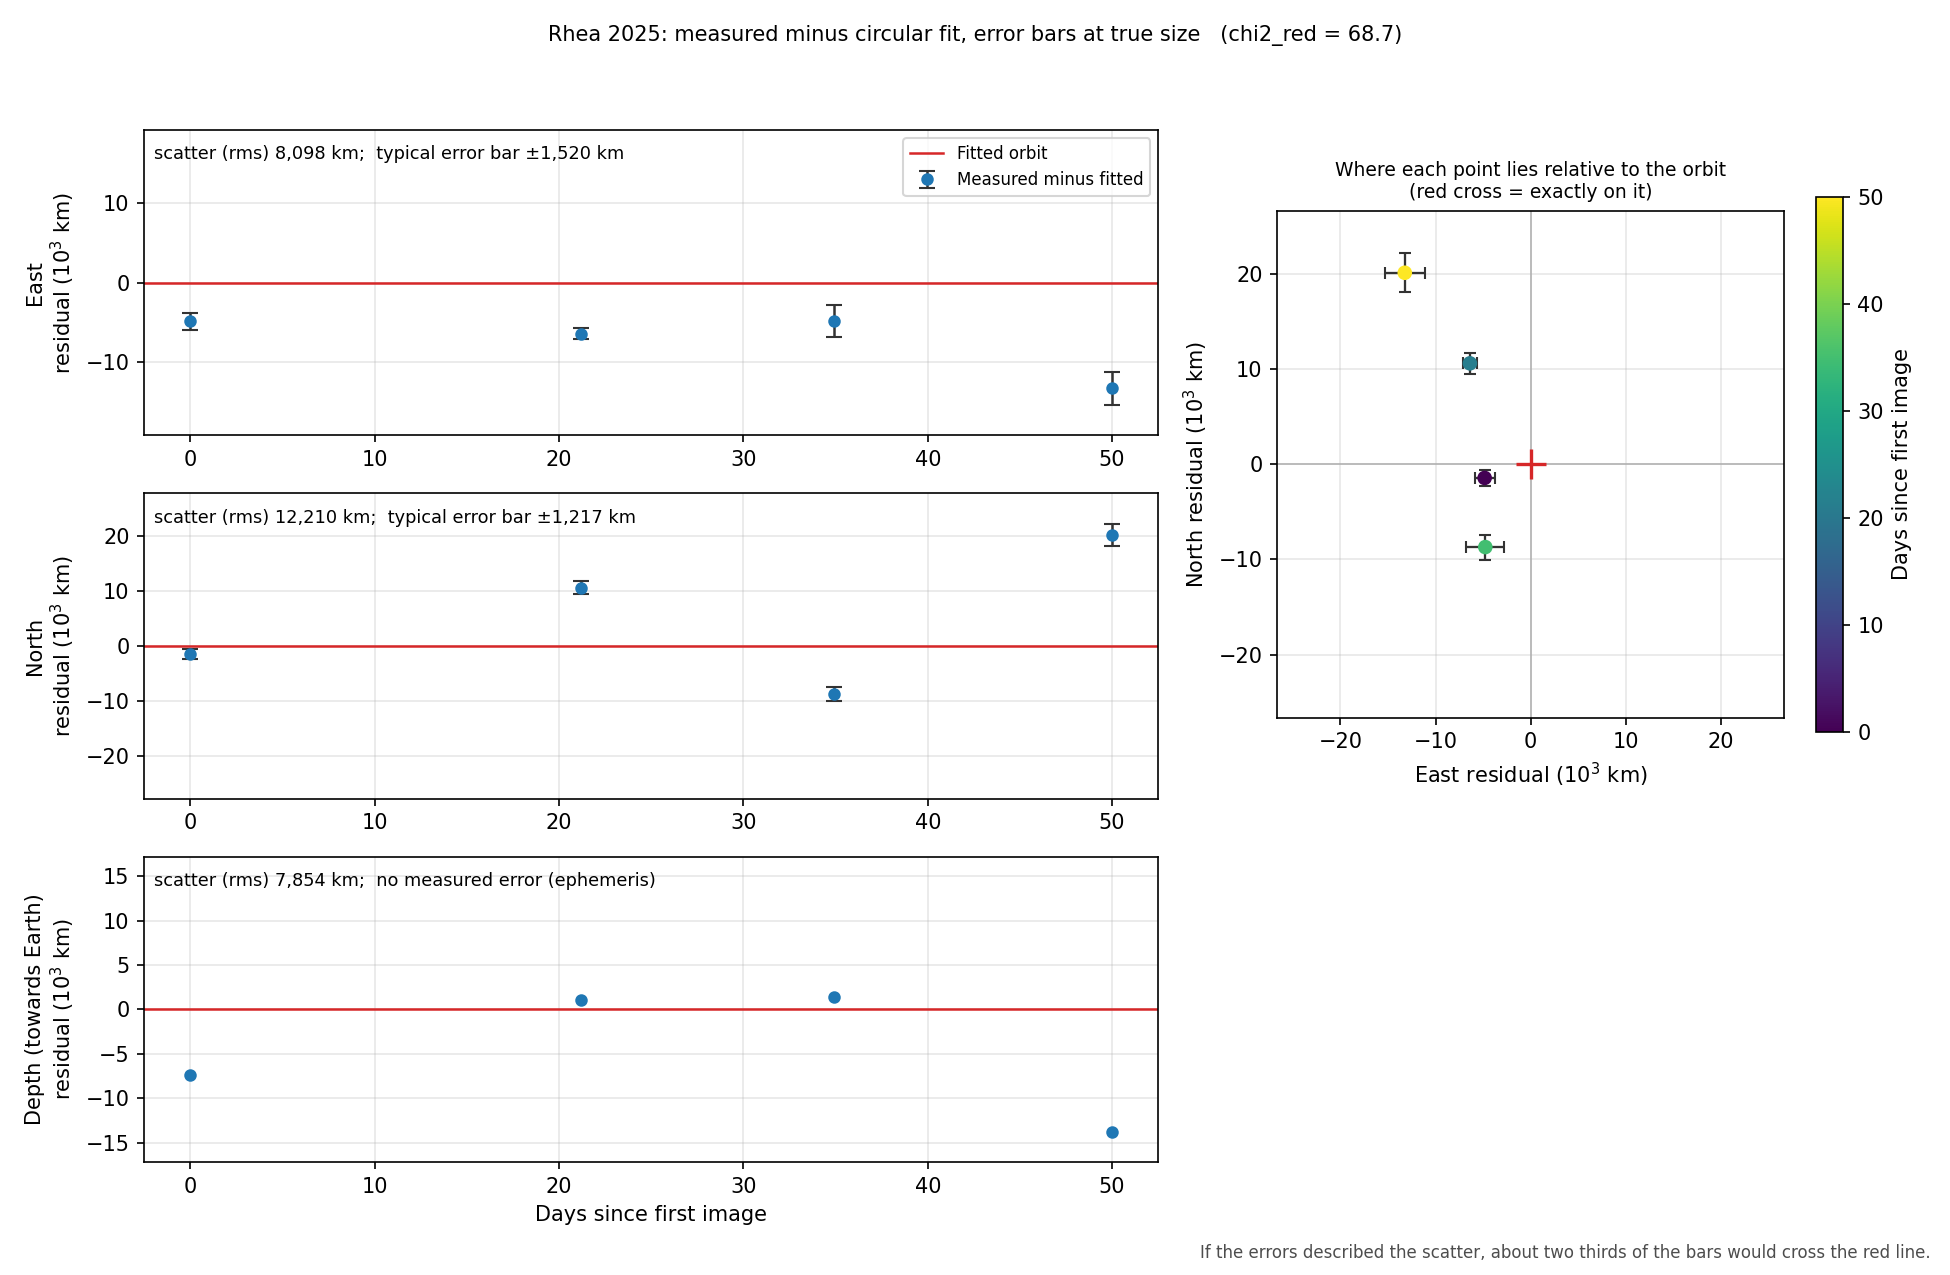 Rhea 2025: measured minus circular fit, error bars at true size   (chi2_red = 68.7)
East
residual (10³ km)
10
0
−10
scatter (rms) 8,098 km;  typical error bar ±1,520 km
Fitted orbit
Measured minus fitted
0
10
20
30
40
50
North
residual (10³ km)
20
10
0
−10
−20
scatter (rms) 12,210 km;  typical error bar ±1,217 km
0
10
20
30
40
50
Depth (towards Earth)
residual (10³ km)
15
10
5
0
−5
−10
−15
scatter (rms) 7,854 km;  no measured error (ephemeris)
0
10
20
30
40
50
Days since first image
Where each point lies relative to the orbit
(red cross = exactly on it)
North residual (10³ km)
20
10
0
−10
−20
−20
−10
0
10
20
East residual (10³ km)
50
40
30
20
10
0
Days since first image
If the errors described the scatter, about two thirds of the bars would cross the red line.